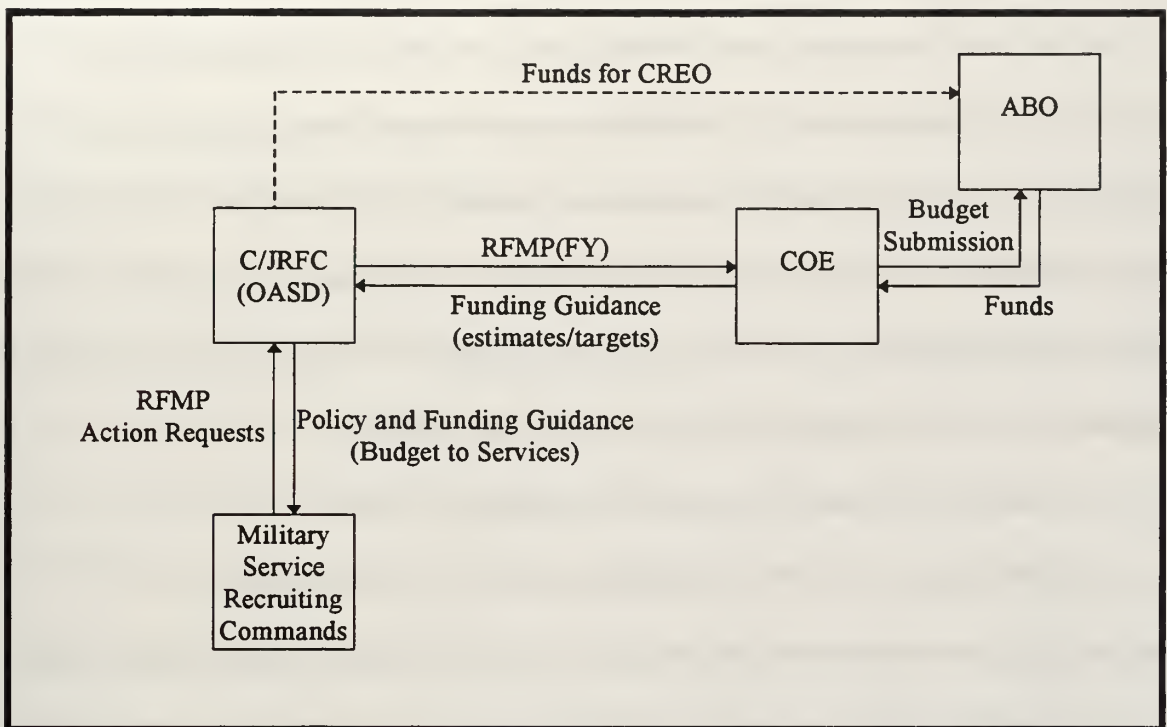 Funds for CREO
ABO
Budget
Submission
C/JRFC
(OASD)
RFMP(FY)
COE
Funding Guidance
(estimates/targets)
Funds
RFMP
Action Requests
Policy and Funding Guidance
(Budget to Services)
Military
Service
Recruiting
Commands